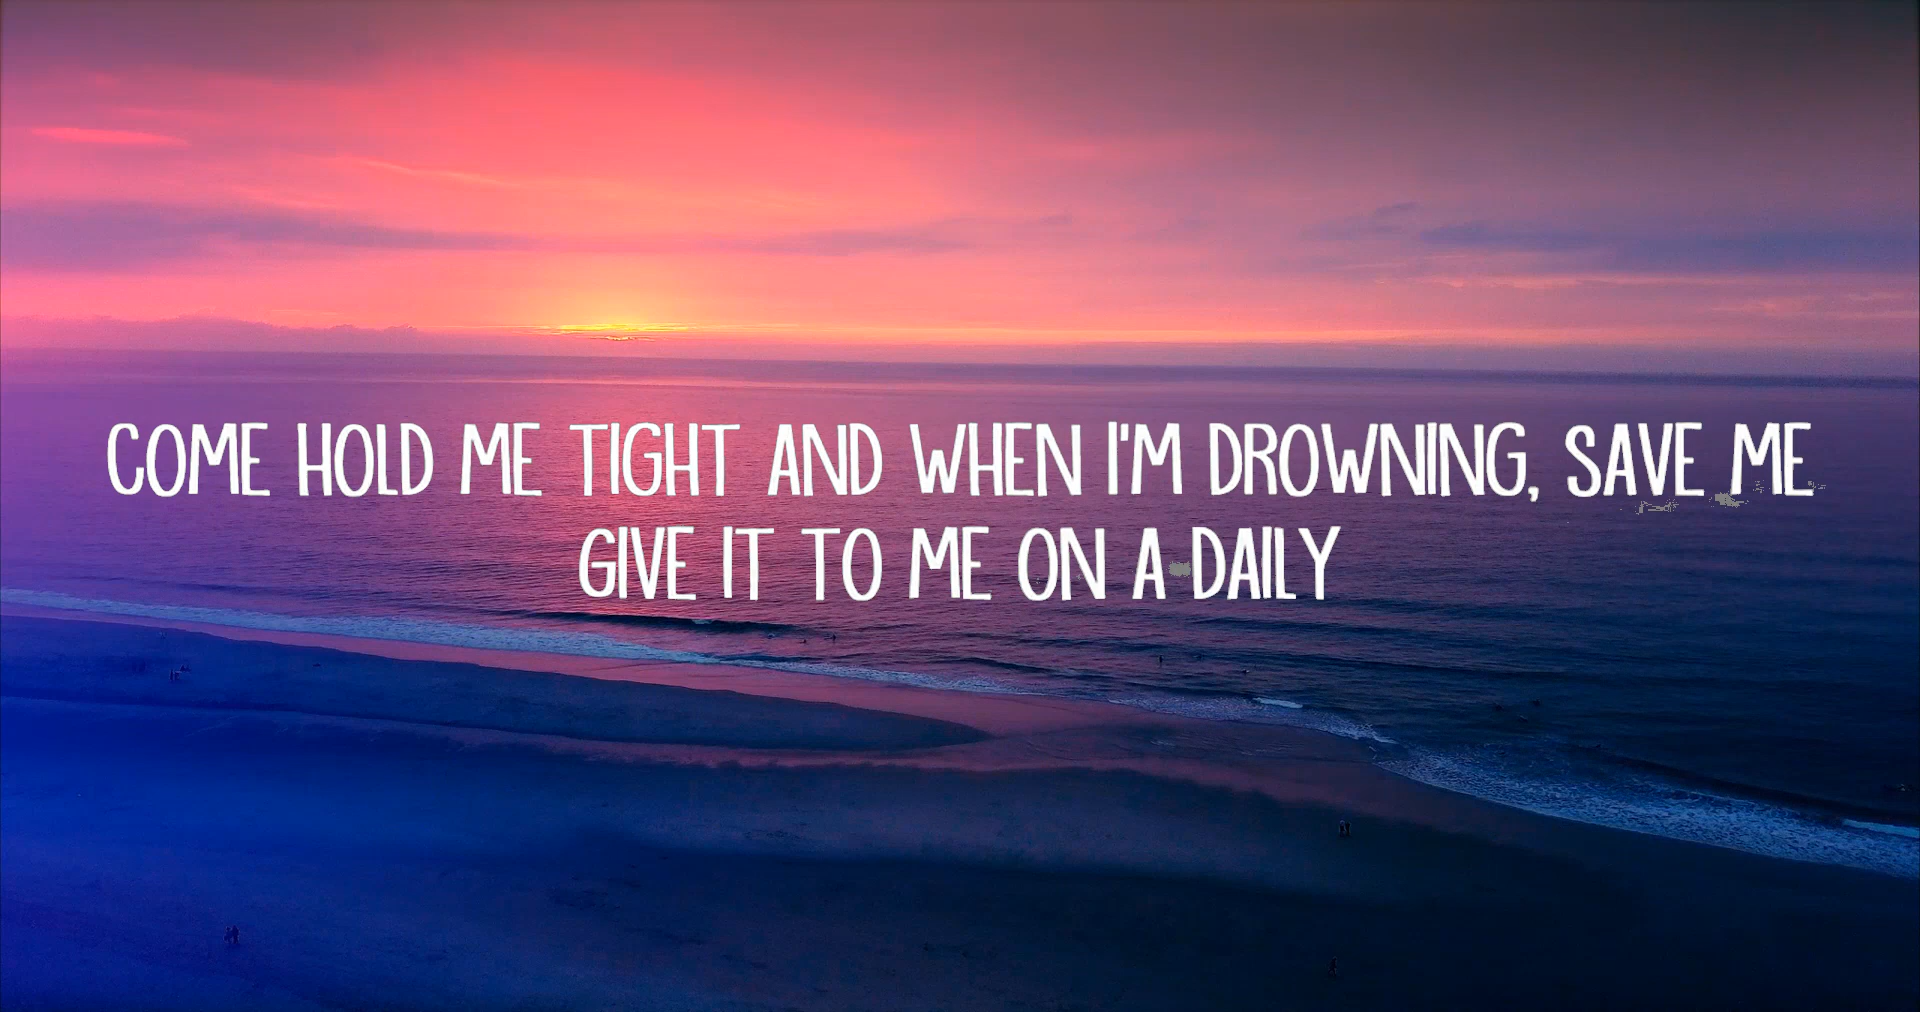 COME HOLD ME TIGHT AND WHEN I'M DROWNING, SAVE ME
GIVE IT TO ME ON A DAILY